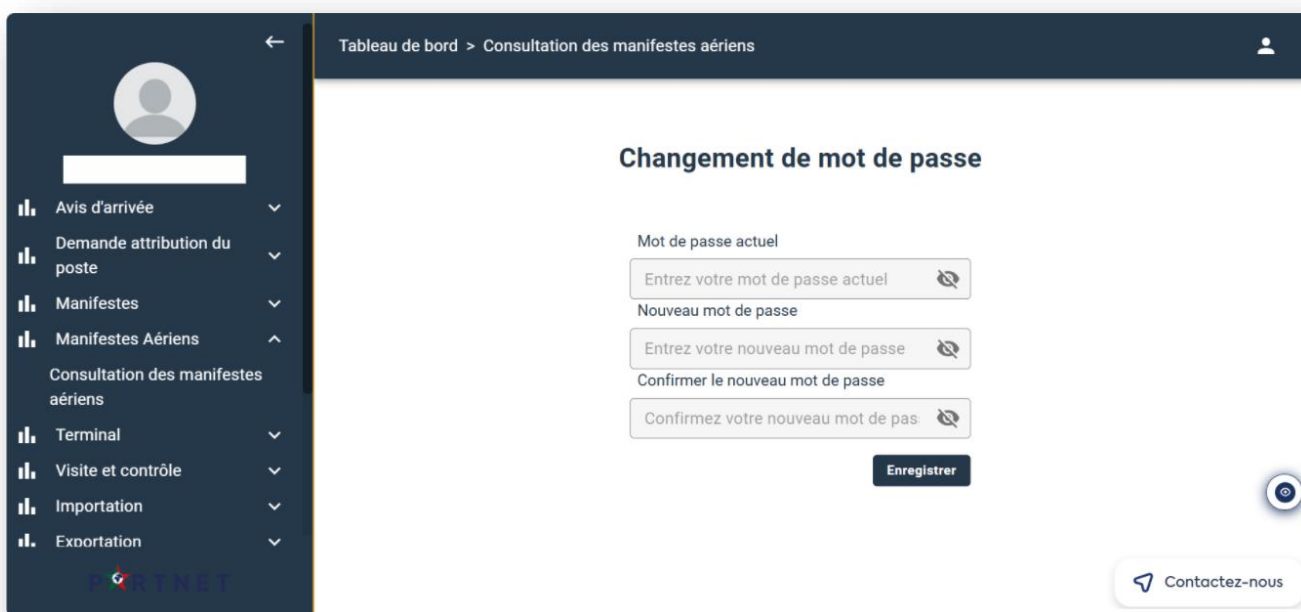 Tableau de bord > Consultation des manifestes aériens
Avis d'arrivée
Demande attribution du
poste
Manifestes
Manifestes Aériens
Consultation des manifestes
aériens
Terminal
Visite et contrôle
Importation
Exportation
PORTNET
Changement de mot de passe
Mot de passe actuel
Entrez votre mot de passe actuel
Nouveau mot de passe
Entrez votre nouveau mot de passe
Confirmer le nouveau mot de passe
Confirmez votre nouveau mot de pas
Enregistrer
Contactez-nous